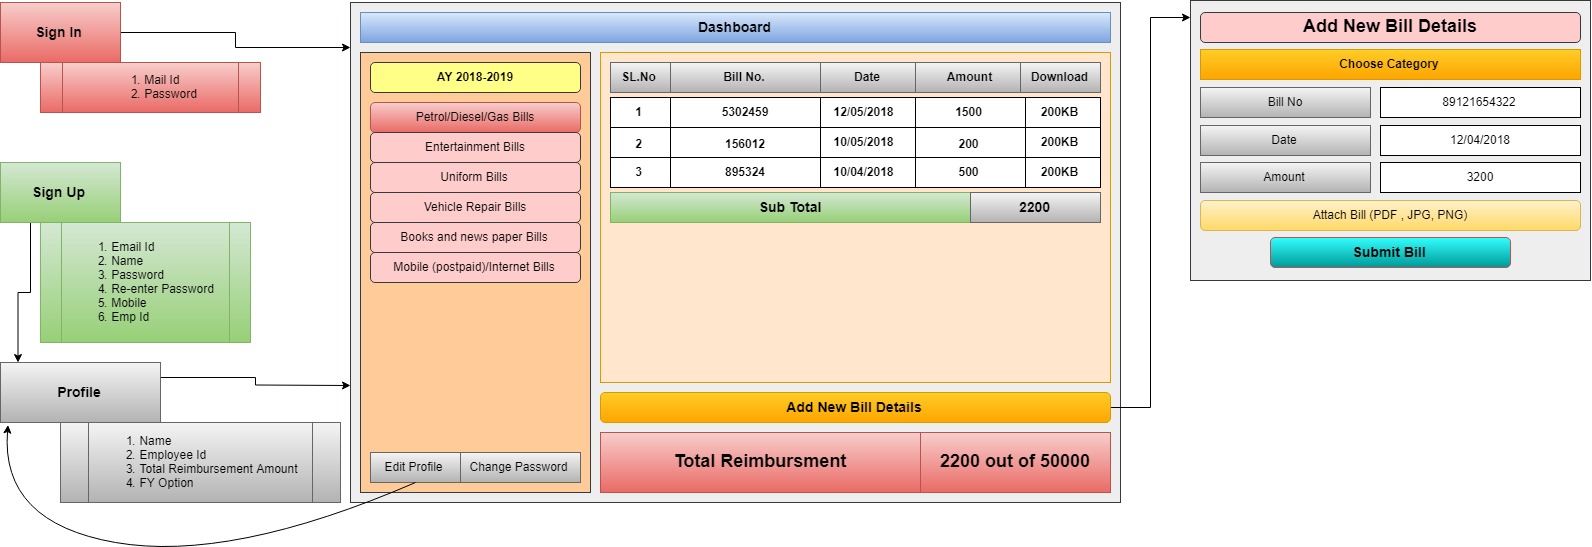 Sign In
1. Mail Id
2. Password
Sign Up
1. Email Id
2. Name
3. Password
4. Re-enter Password
5. Mobile
6. Emp Id
Profile
1. Name
2. Employee Id
3. Total Reimbursement Amount
4. FY Option
Dashboard
AY 2018-2019
Petrol/Diesel/Gas Bills
Entertainment Bills
Uniform Bills
Vehicle Repair Bills
Books and news paper Bills
Mobile (postpaid)/Internet Bills
Edit Profile Change Password
SL.No Bill No. Date Amount Download
1 5302459 12/05/2018 1500 200KB
2 156012 10/05/2018 200 200KB
3 895324 10/04/2018 500 200KB
Sub Total 2200
Add New Bill Details
Total Reimbursment 2200 out of 50000
Add New Bill Details
Choose Category
Bill No 89121654322
Date 12/04/2018
Amount 3200
Attach Bill (PDF , JPG, PNG)
Submit Bill